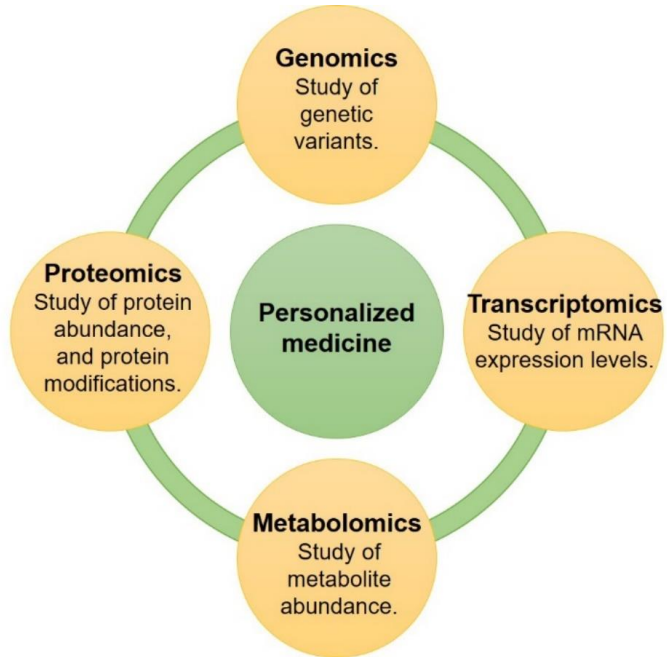 Genomics
Study of
genetic
variants.
Proteomics
Study of protein
abundance,
and protein
modifications.
Personalized
medicine
Transcriptomics
Study of mRNA
expression levels.
Metabolomics
Study of
metabolite
abundance.